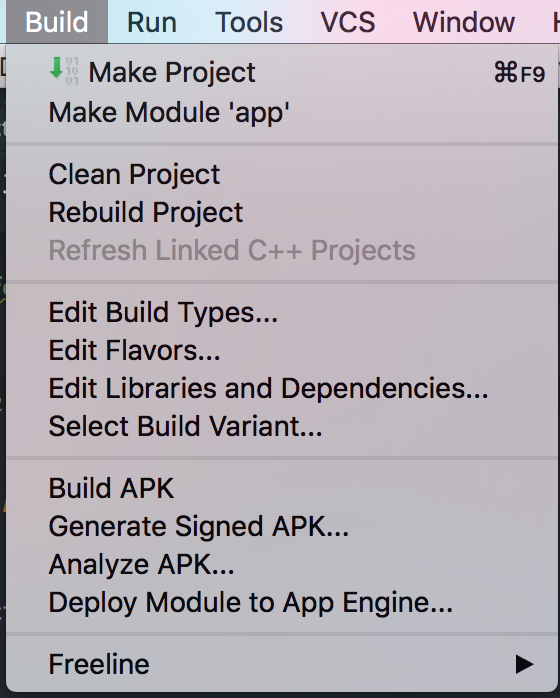 Build Run Tools VCS Window
Make Project ⌘F9
Make Module 'app'
Clean Project
Rebuild Project
Refresh Linked C++ Projects
Edit Build Types...
Edit Flavors...
Edit Libraries and Dependencies...
Select Build Variant...
Build APK
Generate Signed APK...
Analyze APK...
Deploy Module to App Engine...
Freeline